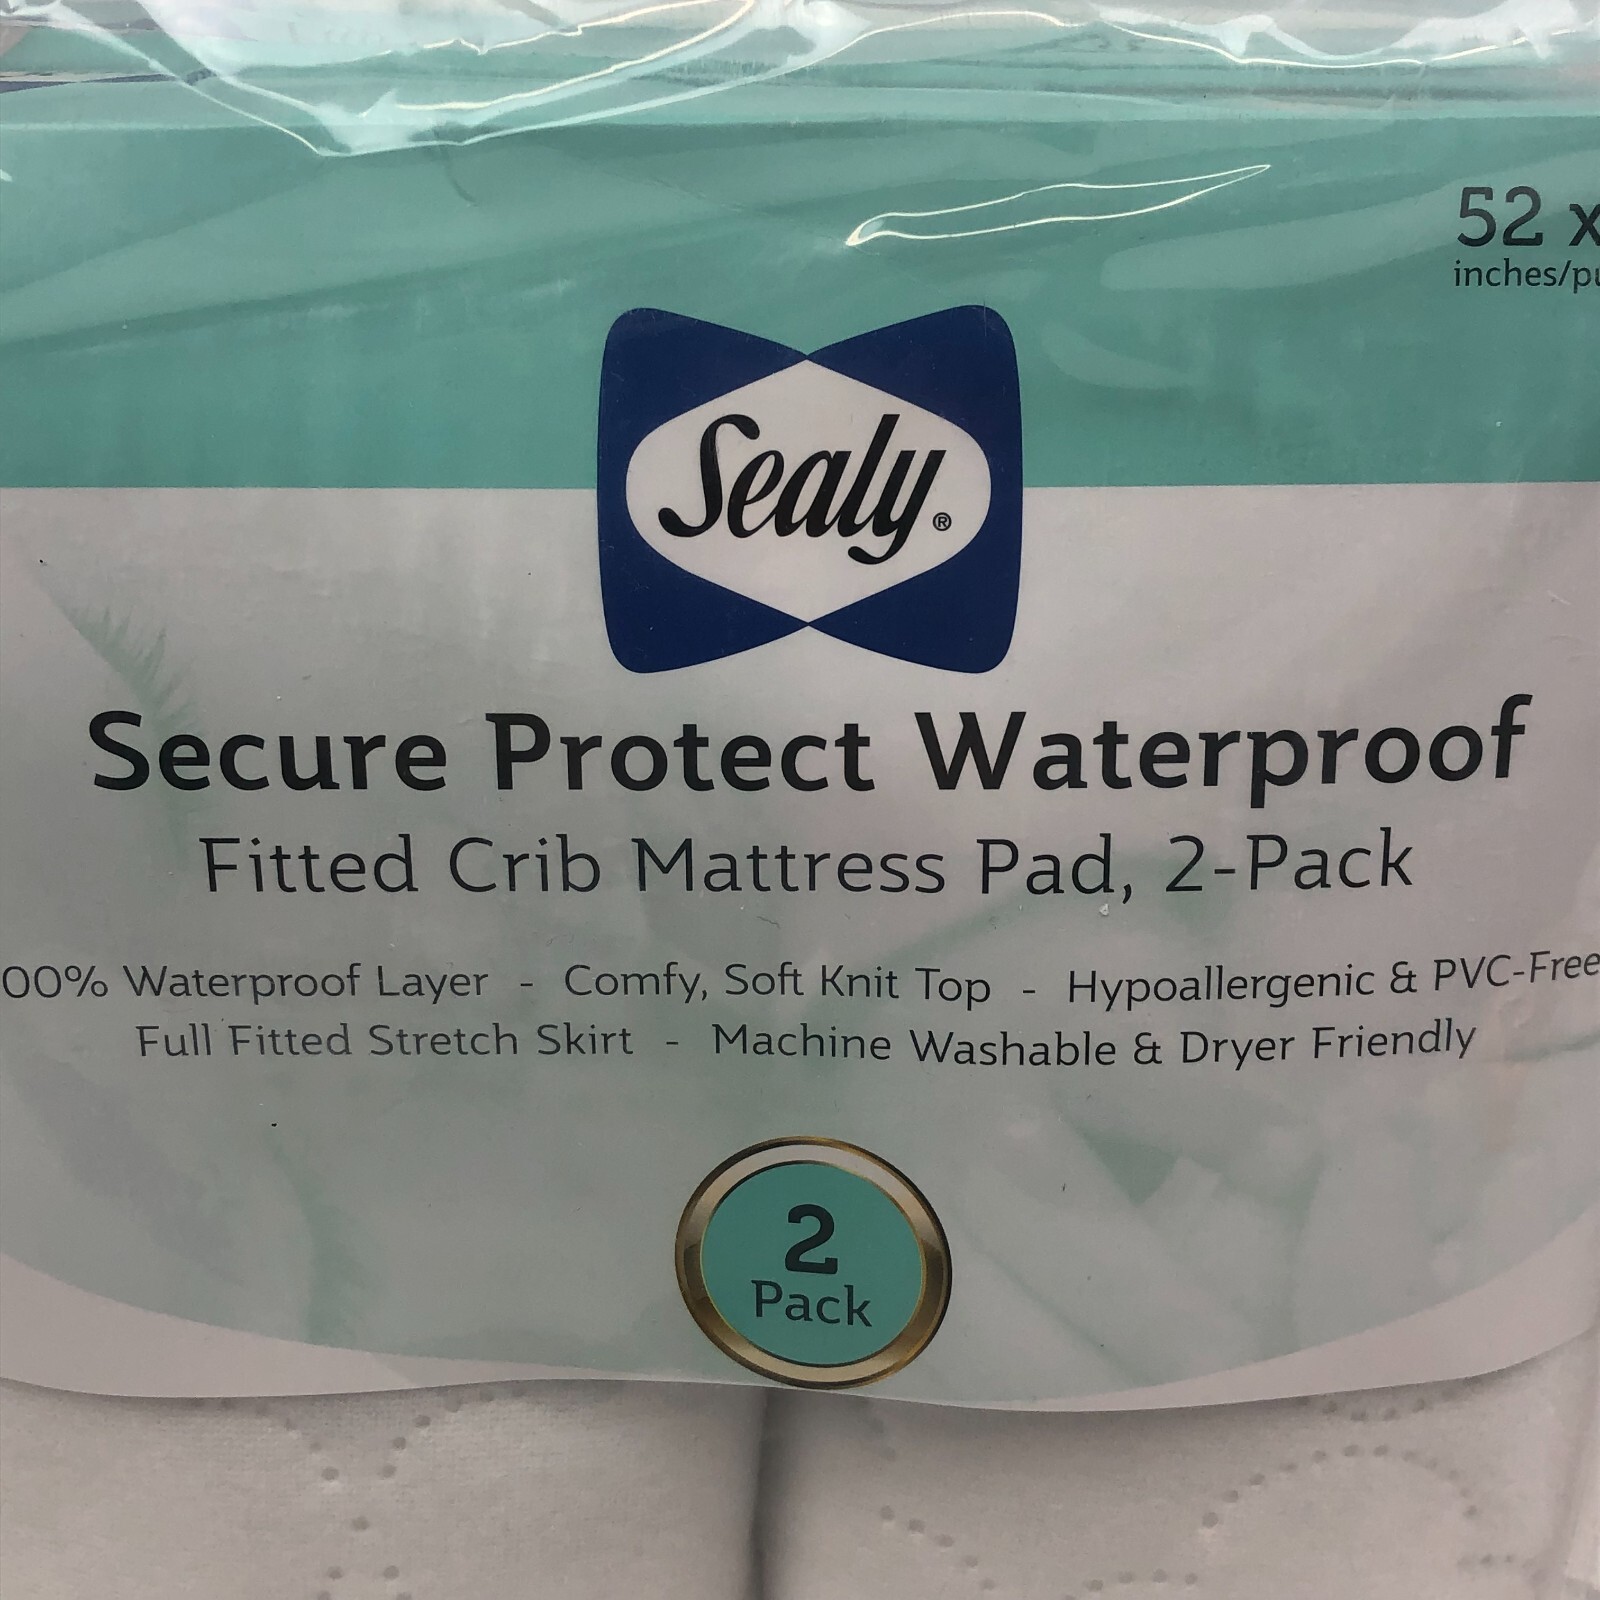 52 x
inches/pu
Sealy®
Secure Protect Waterproof
Fitted Crib Mattress Pad, 2-Pack
00% Waterproof Layer - Comfy, Soft Knit Top - Hypoallergenic & PVC-Free
Full Fitted Stretch Skirt - Machine Washable & Dryer Friendly
2
Pack